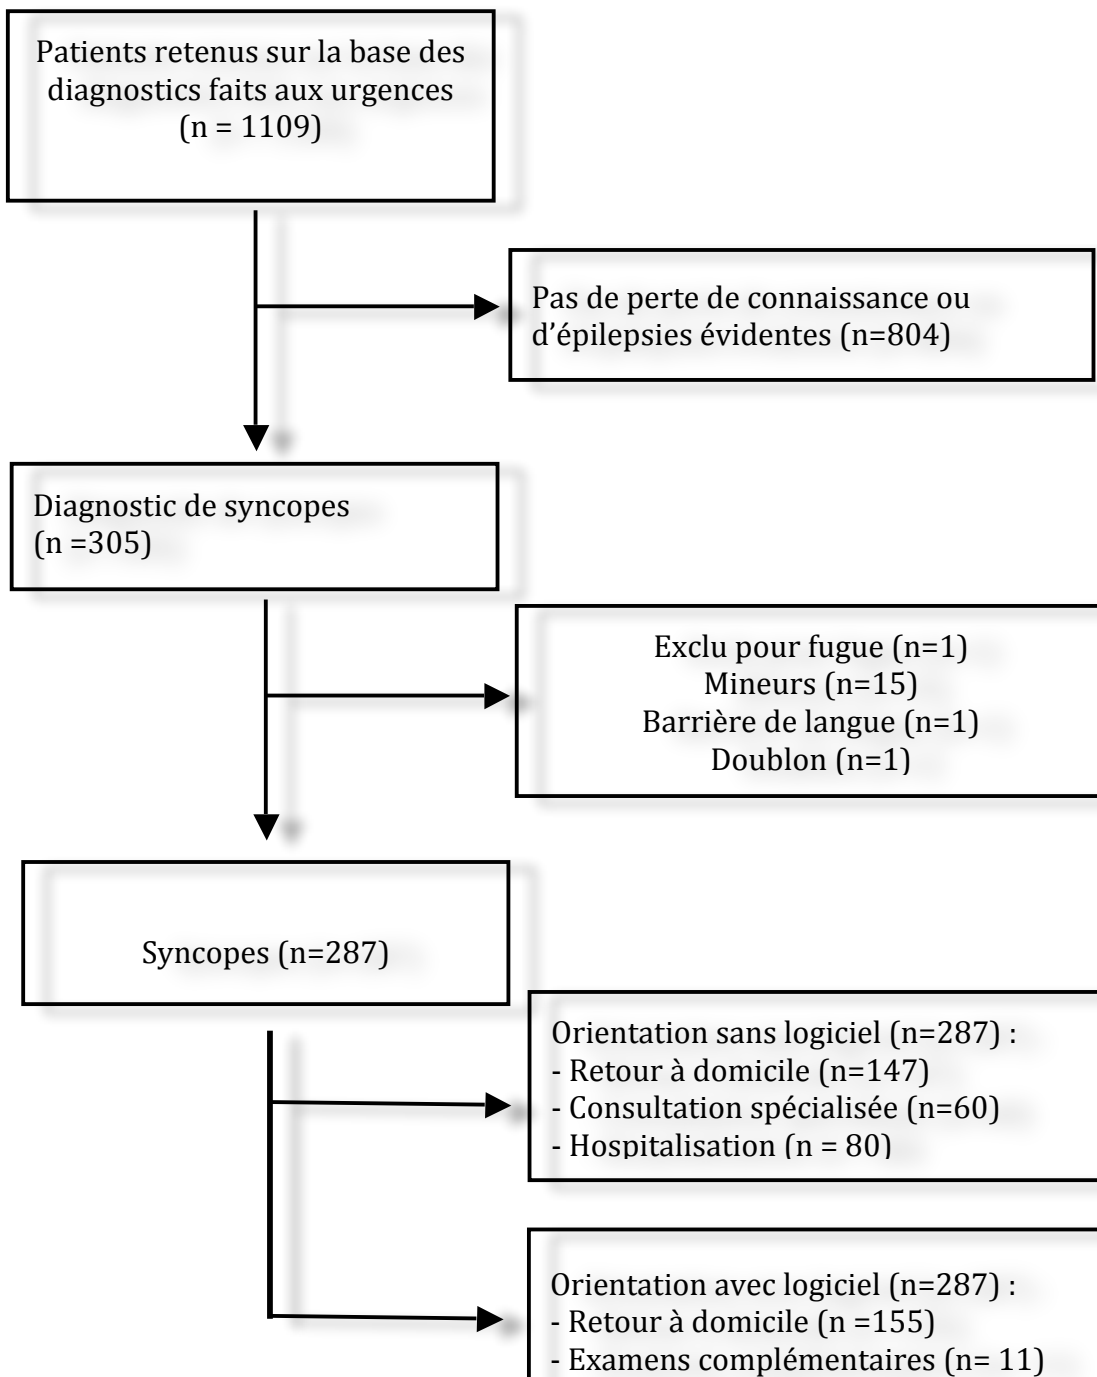 Patients retenus sur la base des
diagnostics faits aux urgences
(n = 1109)
Pas de perte de connaissance ou
d’épilepsies évidentes (n=804)
Diagnostic de syncopes
(n =305)
Exclu pour fugue (n=1)
Mineurs (n=15)
Barrière de langue (n=1)
Doublon (n=1)
Syncopes (n=287)
Orientation sans logiciel (n=287) :
- Retour à domicile (n=147)
- Consultation spécialisée (n=60)
- Hospitalisation (n = 80)
Orientation avec logiciel (n=287) :
- Retour à domicile (n =155)
- Examens complémentaires (n= 11)